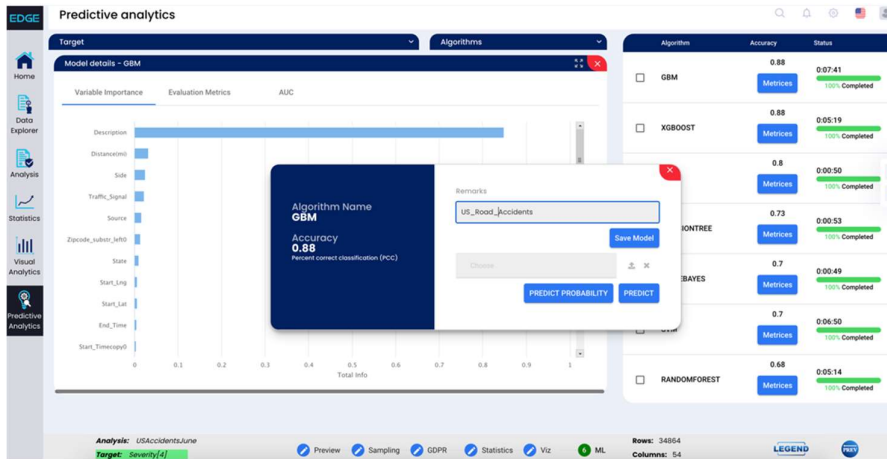 EDGE
Predictive analytics
Home
Data
Explorer
Analysis
Statistics
Visual
Analytics
Predictive
Analytics
Target
Algorithms
Model details - GBM
Variable Importance
Evaluation Metrics
AUC
Description
Distance(mi)
Side
Traffic_Signal
Source
Zipcode_substr_left0
State
Start_Lng
Start_Lat
End_Time
Start_Timecopy0
0 0.1 0.2 0.3 0.4 0.5 0.6 0.7 0.8 0.9 1
Total Info
Algorithm Name
GBM
Accuracy
0.88
Percent correct classification (PCC)
Remarks
US_Road_Accidents
Save Model
Choose
PREDICT PROBABILITY PREDICT
Algorithm Accuracy Status
GBM 0.88 Metrices 0:07:41 100% Completed
XGBOOST 0.88 Metrices 0:05:19 100% Completed
0.8 Metrices 0:00:50 100% Completed
IONTREE 0.73 Metrices 0:00:53 100% Completed
EBAYES 0.7 Metrices 0:00:49 100% Completed
0.7 Metrices 0:06:50 100% Completed
RANDOMFOREST 0.68 Metrices 0:05:14 100% Completed
Analysis: USAccidentsJune
Target: Severity[4]
Preview Sampling GDPR Statistics Viz 6 ML
Rows: 34864
Columns: 54
LEGEND
PREV